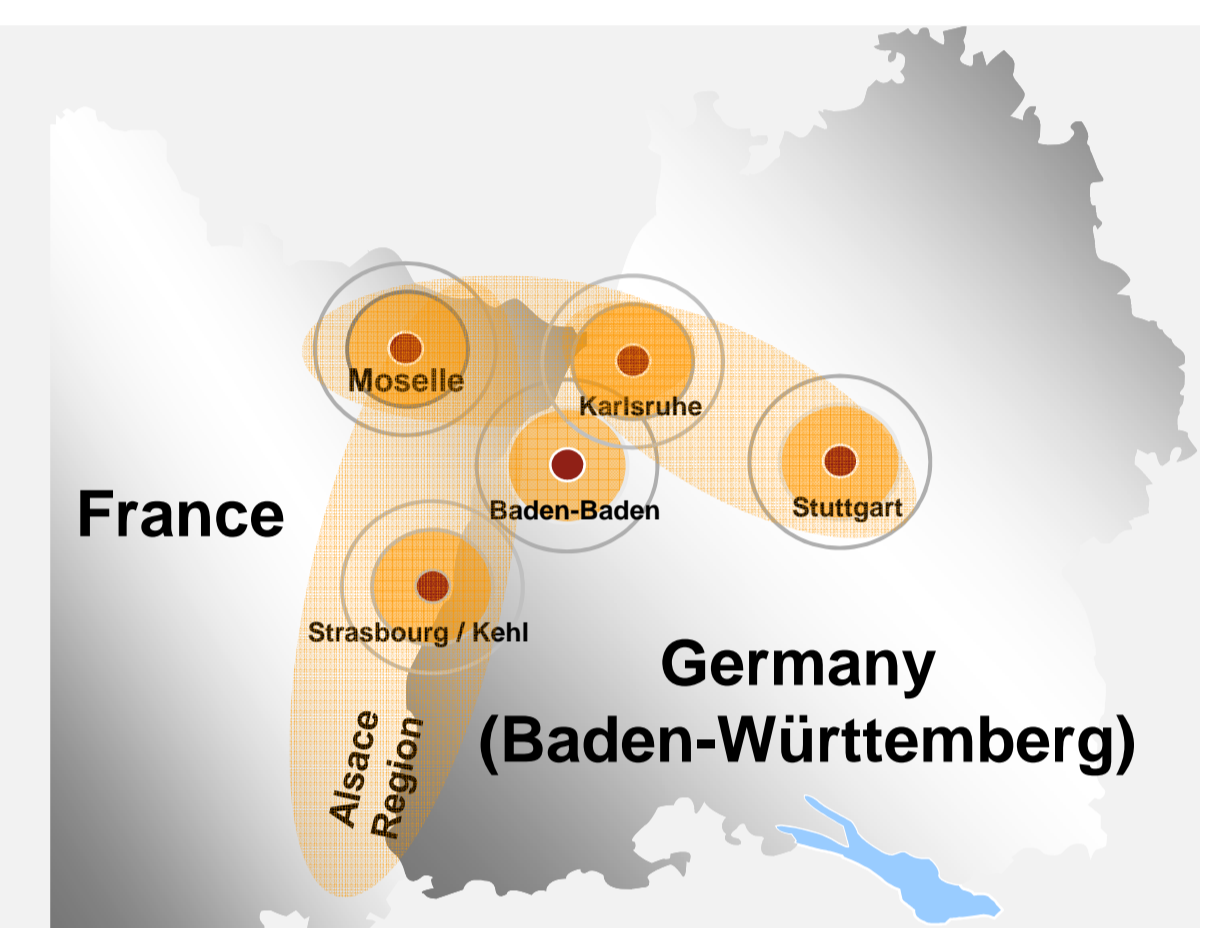 Moselle
Karlsruhe
France
Baden-Baden
Stuttgart
Strasbourg / Kehl
Germany
(Baden-Württemberg)
Alsace
Region